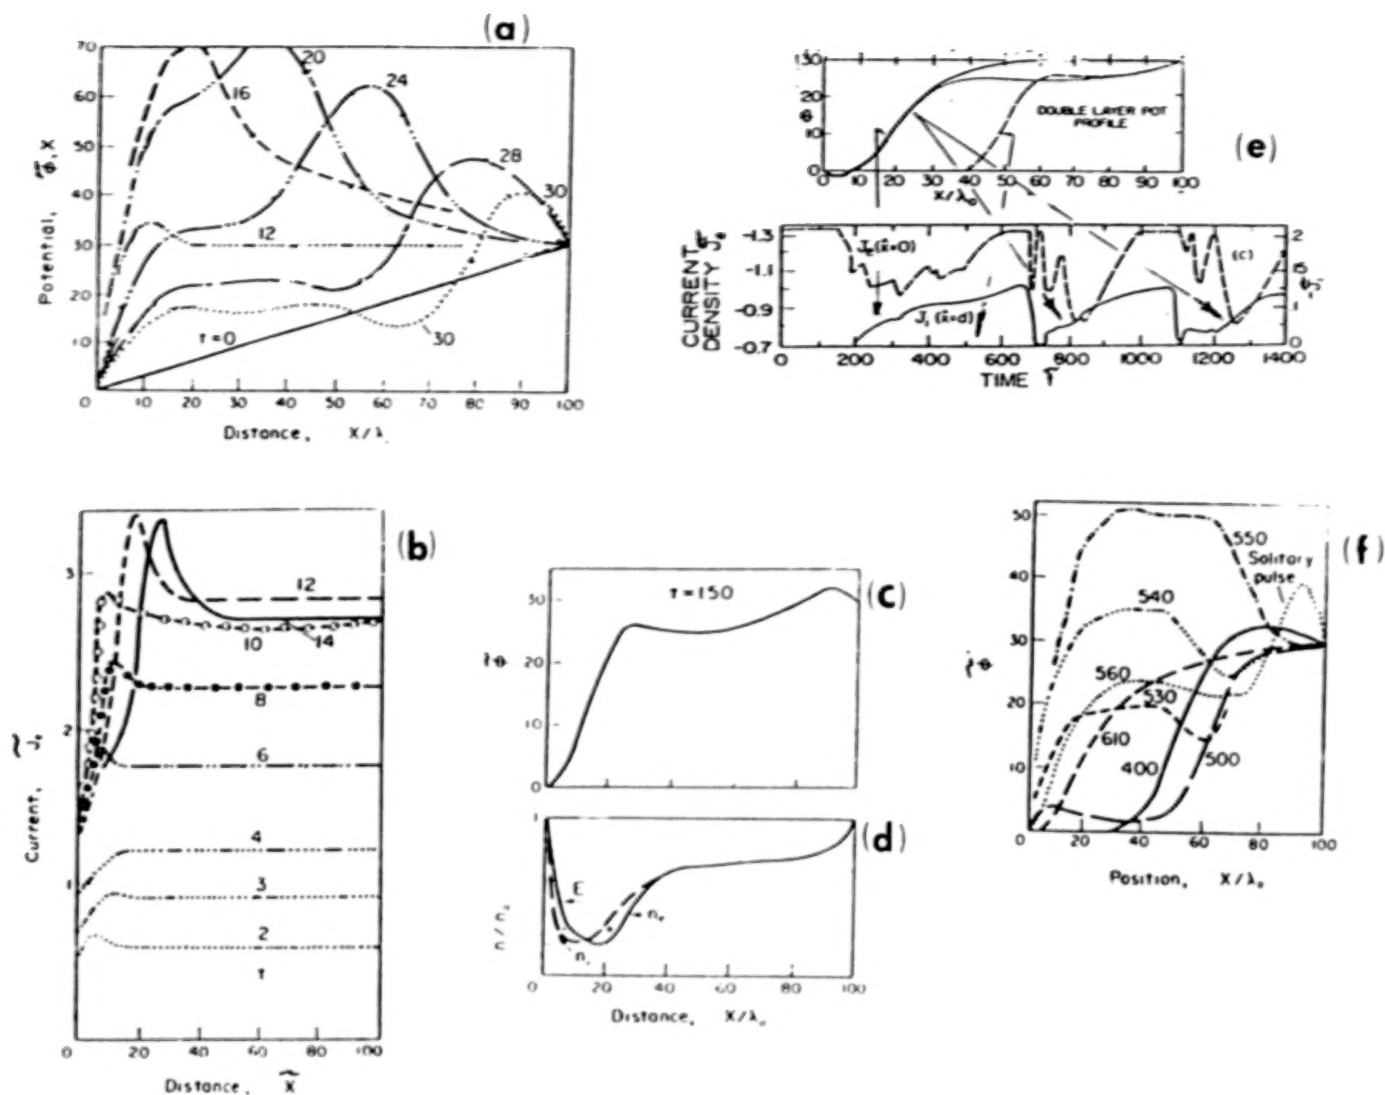 (a)
70
60
50
40
30
20
10
0
Potential, φ̃, X
20
16
24
28
30
12
τ=0
30
0 10 20 30 40 50 60 70 80 90 100
Distance, X/λ
(e)
20
10
0
DOUBLE LAYER POT
PROFILE
0 10 20 30 40 50 60 70 80 90 100
X/λ
CURRENT
DENSITY
-1.3
-1.1
-0.9
-0.7
(x̃=0)
(x̃=d)
(c)
2
1
0
0 200 400 600 800 1000 1200 1400
TIME
(b)
3
2
1
Current,
12
14
10
8
6
4
3
2
τ
0 20 40 60 80 100
Distance, X̃
(c)
τ=150
20
0
(d)
1
n/n
E
0 20 40 60 80 100
Distance, X/λ
(f)
50
40
30
20
10
0
550
Solitary
pulse
540
560
530
610
400
500
20 40 60 80 100
Position, X/λ